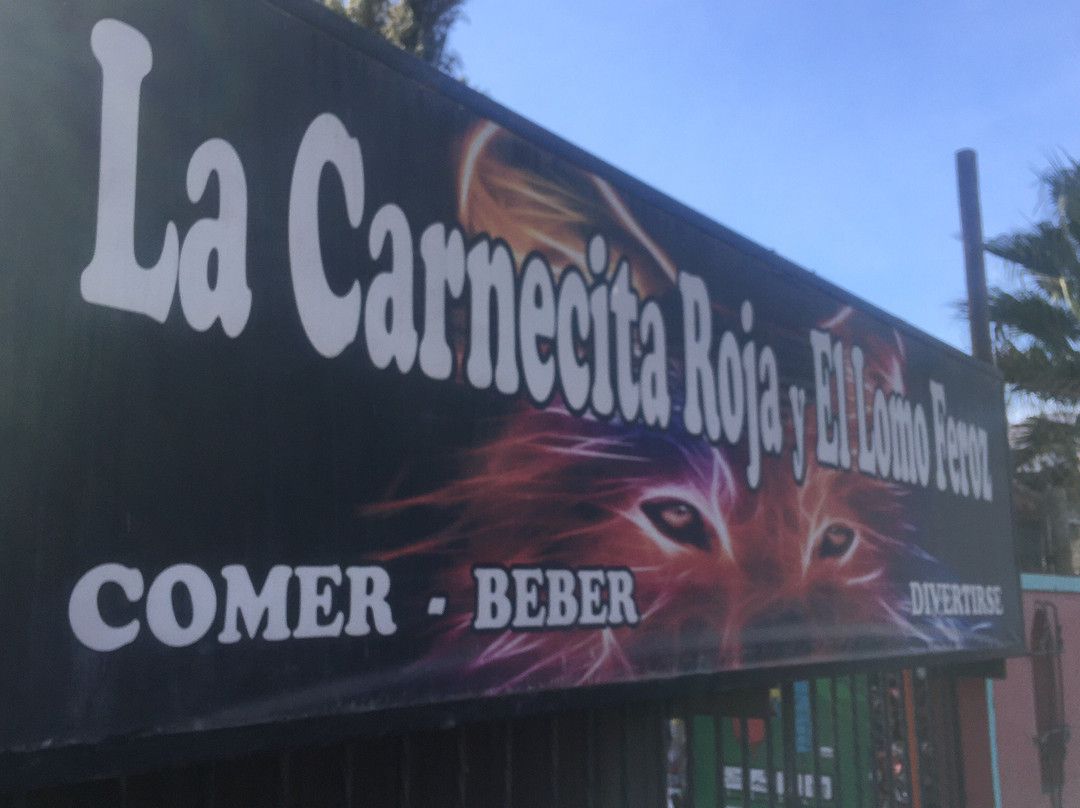 La Carnecita Roja y El Lomo Feroz
COMER - BEBER DIVERTIRSE